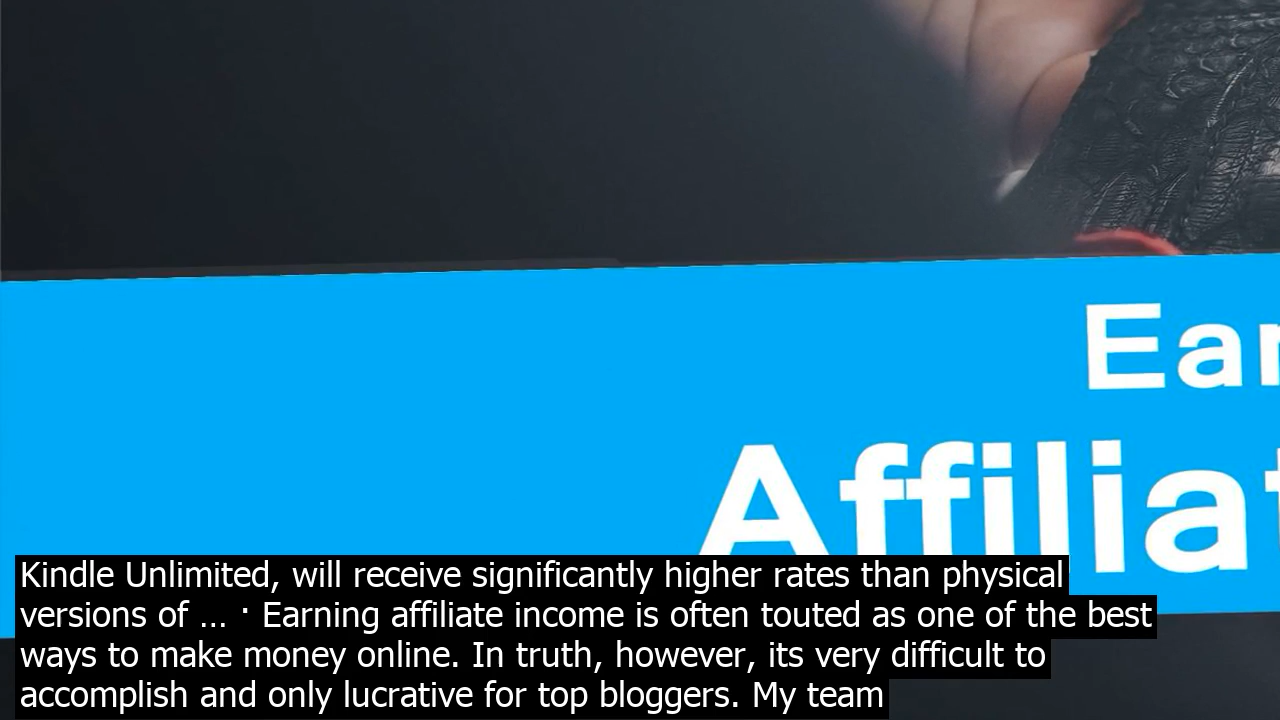 Ear
Affiliat
Kindle Unlimited, will receive significantly higher rates than physical
versions of ... · Earning affiliate income is often touted as one of the best
ways to make money online. In truth, however, its very difficult to
accomplish and only lucrative for top bloggers. My team